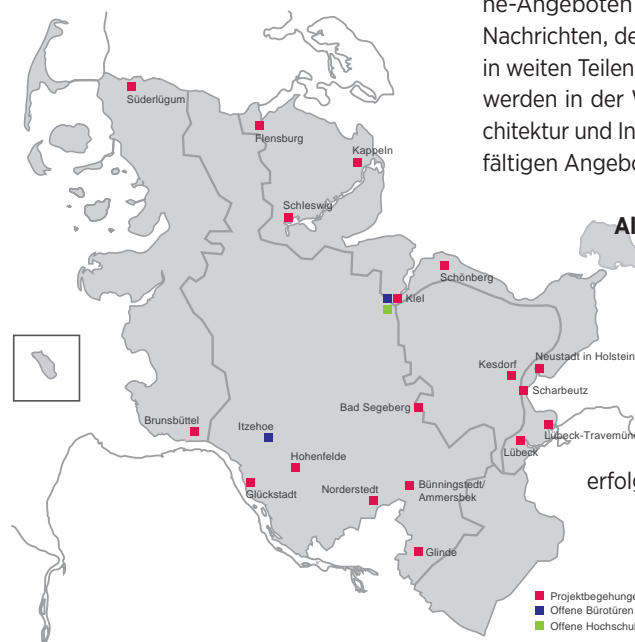 ne-Angeboten
Nachrichten, de
in weiten Teilen
werden in der
chitektur und In
fältigen Angebo
Süderlügum
Flensburg
Kappeln
Schleswig
Schönberg
Kiel
Neustadt in Holstein
Kesdorf
Scharbeutz
Bad Segeberg
Brunsbüttel
Itzehoe
Lübeck-Travemün
Lübeck
Hohenfelde
Glückstadt
Norderstedt
Bünningstedt/
Ammersbek
erfolg
Glinde
Projektbegehunge
Offene Bürotüren
Offene Hochschul